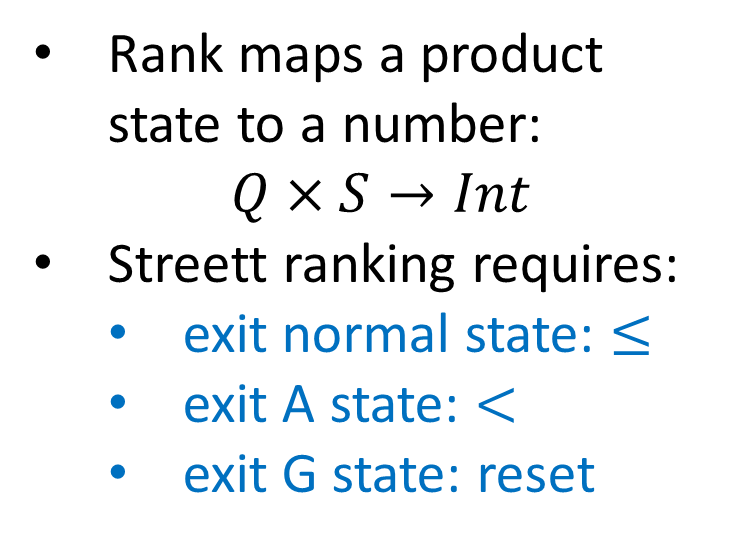 • Rank maps a product
state to a number:
Q × S → Int
• Streett ranking requires:
• exit normal state: ≤
• exit A state: <
• exit G state: reset